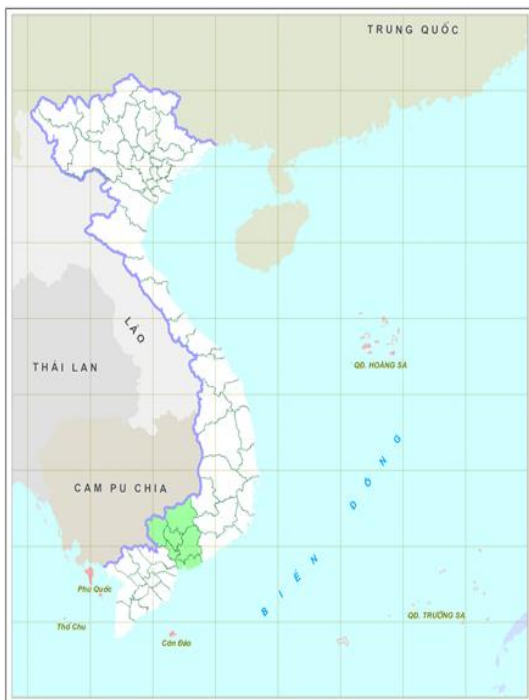 TRUNG QUỐC
LÀO
THÁI LAN
QĐ. HOÀNG SA
CAM PU CHIA
BIỂN ĐÔNG
Phú Quốc
Thổ Chu
Côn Đảo
QĐ. TRƯỜNG SA